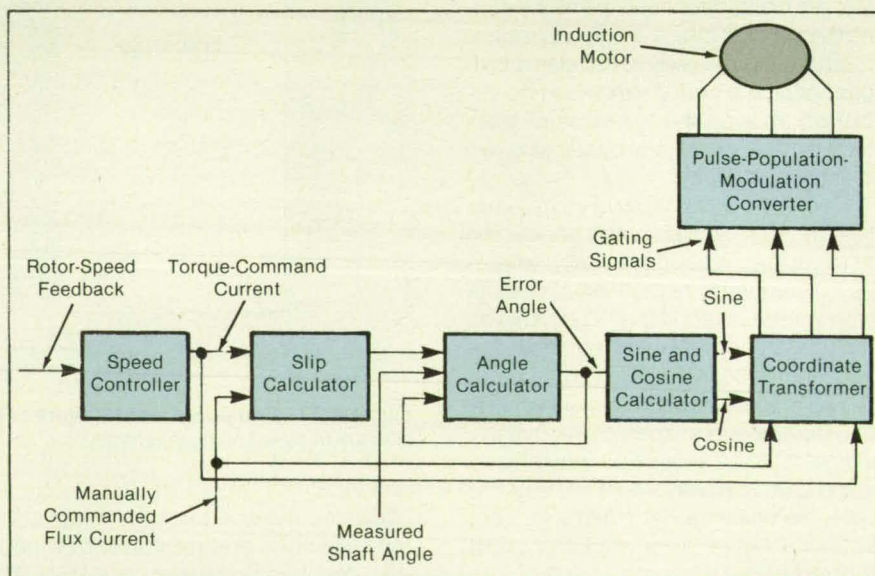 Induction
Motor
Pulse-Population-
Modulation
Converter
Gating
Signals
Rotor-Speed
Feedback
Torque-Command
Current
Error
Angle
Sine
Speed
Controller
Slip
Calculator
Angle
Calculator
Sine and
Cosine
Calculator
Coordinate
Transformer
Cosine
Manually
Commanded
Flux Current
Measured
Shaft Angle